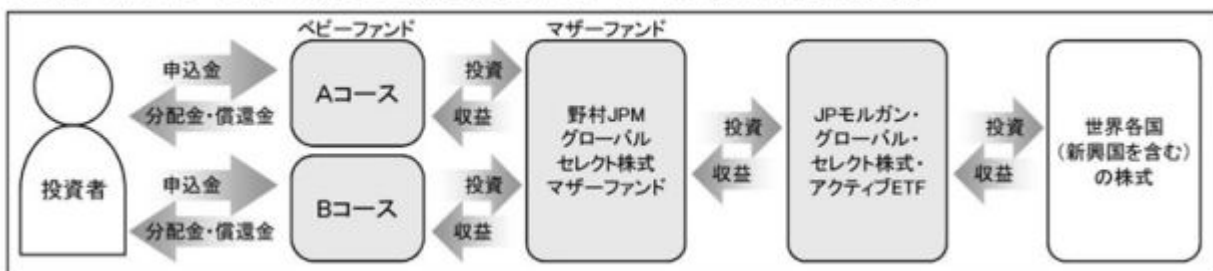 ベビーファンド
マザーファンド
投資者
申込金
分配金・償還金
申込金
分配金・償還金
Aコース
Bコース
投資
収益
投資
収益
野村JPM
グローバル
セレクト株式
マザーファンド
投資
収益
JPモルガン・
グローバル・
セレクト株式・
アクティブETF
投資
収益
世界各国
(新興国を含む)
の株式